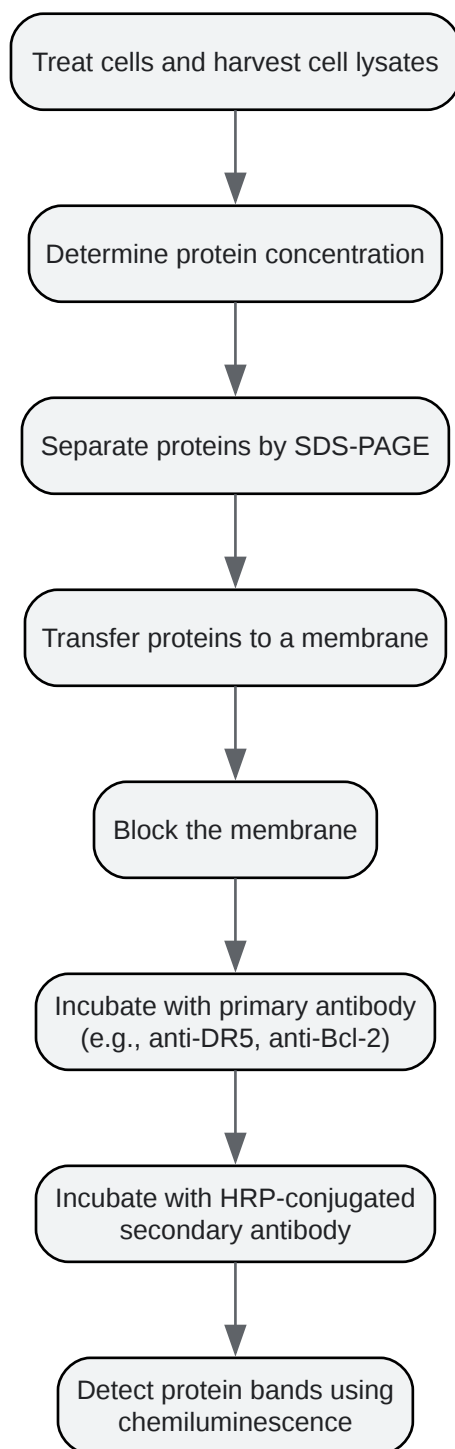 Treat cells and harvest cell lysates
Determine protein concentration
Separate proteins by SDS-PAGE
Transfer proteins to a membrane
Block the membrane
Incubate with primary antibody
(e.g., anti-DR5, anti-Bcl-2)
Incubate with HRP-conjugated
secondary antibody
Detect protein bands using
chemiluminescence